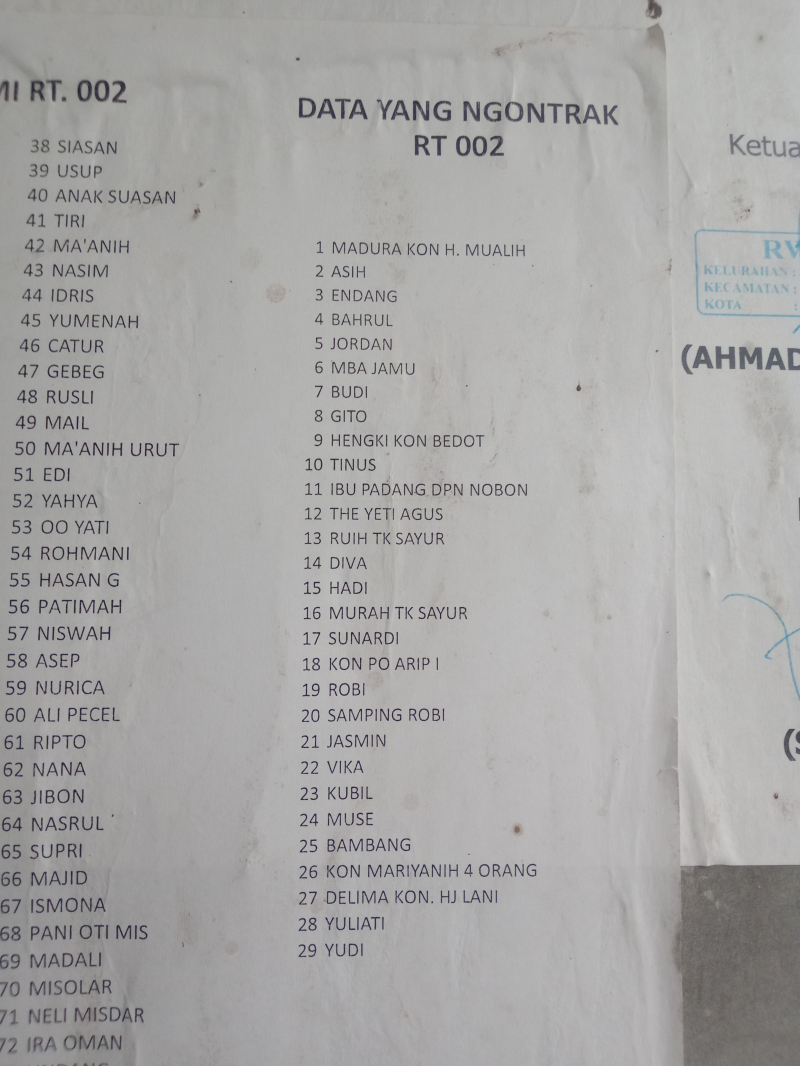 RT. 002
38 SIASAN
39 USUP
40 ANAK SUASAN
41 TIRI
42 MA'ANIH
43 NASIM
44 IDRIS
45 YUMENAH
46 CATUR
47 GEBEG
48 RUSLI
49 MAIL
50 MA'ANIH URUT
51 EDI
52 YAHYA
53 OO YATI
54 ROHMANI
55 HASAN G
56 PATIMAH
57 NISWAH
58 ASEP
59 NURICA
60 ALI PECEL
61 RIPTO
62 NANA
63 JIBON
64 NASRUL
65 SUPRI
66 MAJID
67 ISMONA
68 PANI OTI MIS
69 MADALI
70 MISOLAR
71 NELI MISDAR
72 IRA OMAN
DATA YANG NGONTRAK
RT 002
1 MADURA KON H. MUALIH
2 ASIH
3 ENDANG
4 BAHRUL
5 JORDAN
6 MBA JAMU
7 BUDI
8 GITO
9 HENGKI KON BEDOT
10 TINUS
11 IBU PADANG DPN NOBON
12 THE YETI AGUS
13 RUIH TK SAYUR
14 DIVA
15 HADI
16 MURAH TK SAYUR
17 SUNARDI
18 KON PO ARIP I
19 ROBI
20 SAMPING ROBI
21 JASMIN
22 VIKA
23 KUBIL
24 MUSE
25 BAMBANG
26 KON MARIYANIH 4 ORANG
27 DELIMA KON. HJ LANI
28 YULIATI
29 YUDI
Ketua
RW
KELURAHAN :
KECAMATAN :
KOTA :
(AHMAD